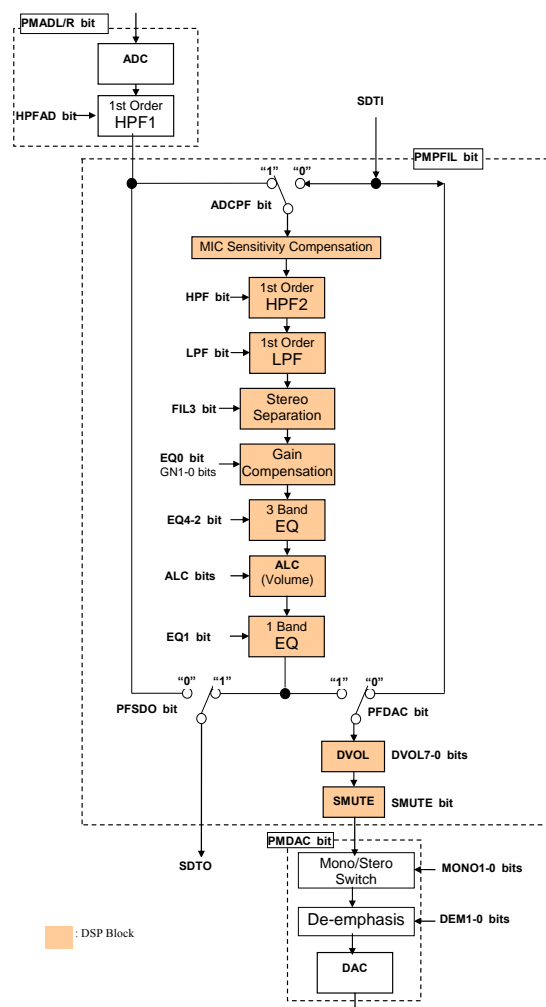 PMADL/R bit
ADC
1st Order
HPF1
HPFAD bit
SDTI
PMPFIL bit
“1” “0”
ADCPF bit
MIC Sensitivity Compensation
HPF bit
1st Order
HPF2
LPF bit
1st Order
LPF
FIL3 bit
Stereo
Separation
EQ0 bit
GN1-0 bits
Gain
Compensation
EQ4-2 bit
3 Band
EQ
ALC bits
ALC
(Volume)
EQ1 bit
1 Band
EQ
“0” “1” “1” “0”
PFSDO bit
PFDAC bit
DVOL
DVOL7-0 bits
SMUTE
SMUTE bit
SDTO
PMDAC bit
Mono/Stero
Switch
MONO1-0 bits
De-emphasis
DEM1-0 bits
DAC
: DSP Block